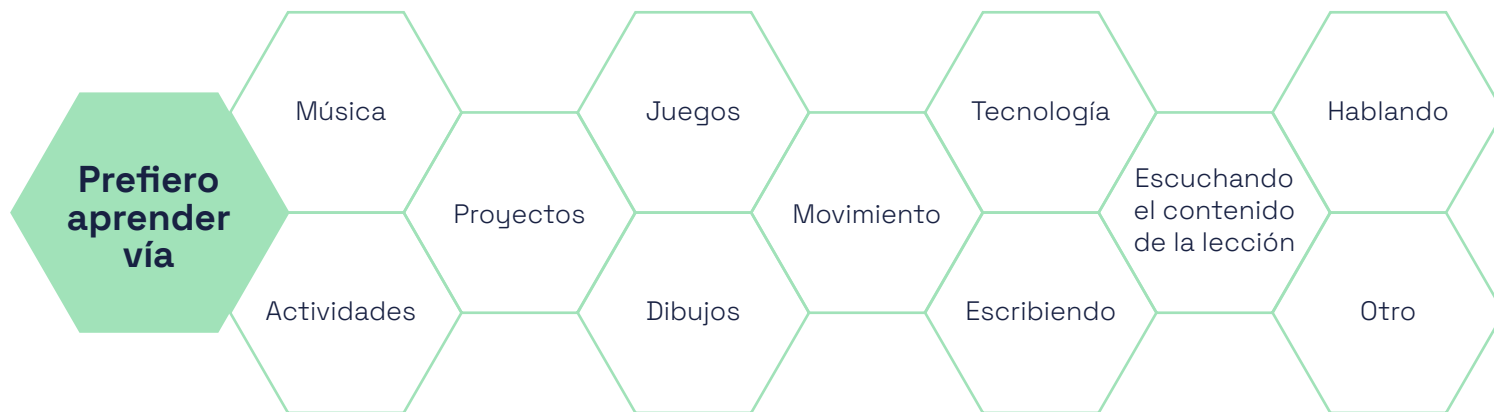 Prefiero
aprender
vía
Música
Actividades
Proyectos
Juegos
Dibujos
Movimiento
Tecnología
Escribiendo
Escuchando
el contenido
de la lección
Hablando
Otro